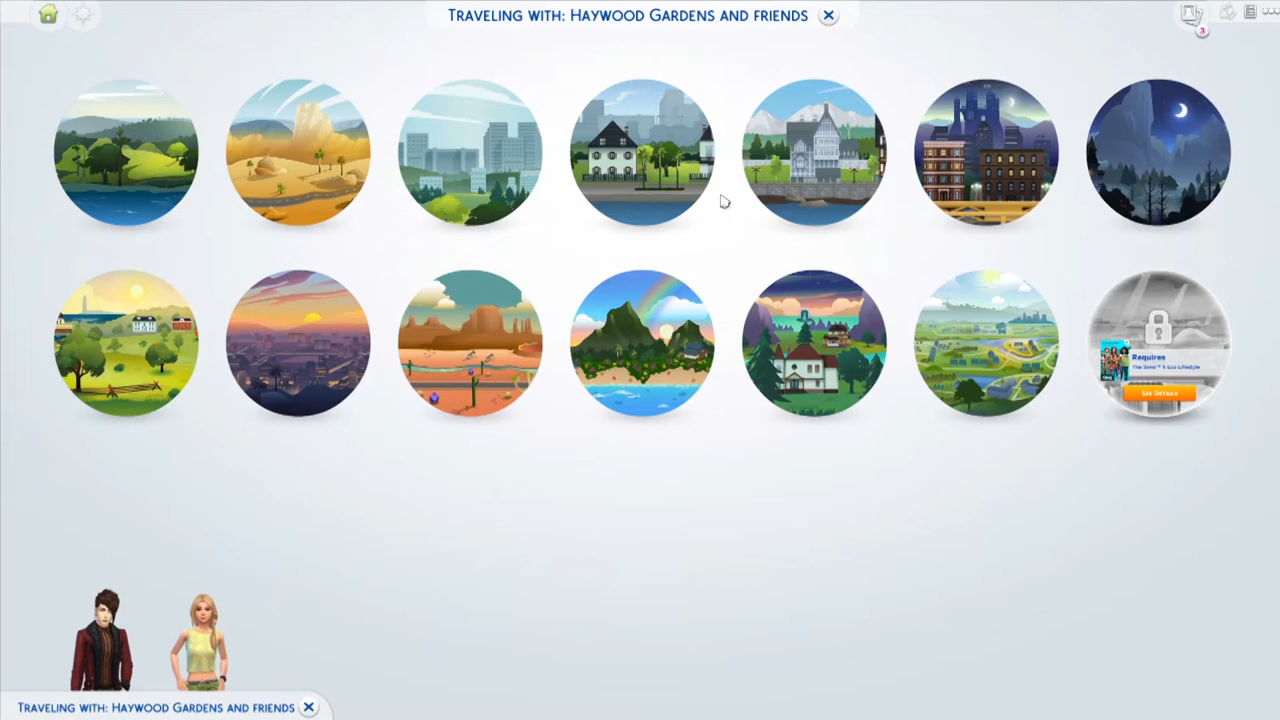 Traveling with: Haywood Gardens and friends
3
Requires
The Sims™ 4 Eco Lifestyle
See Details
Traveling with: Haywood Gardens and friends